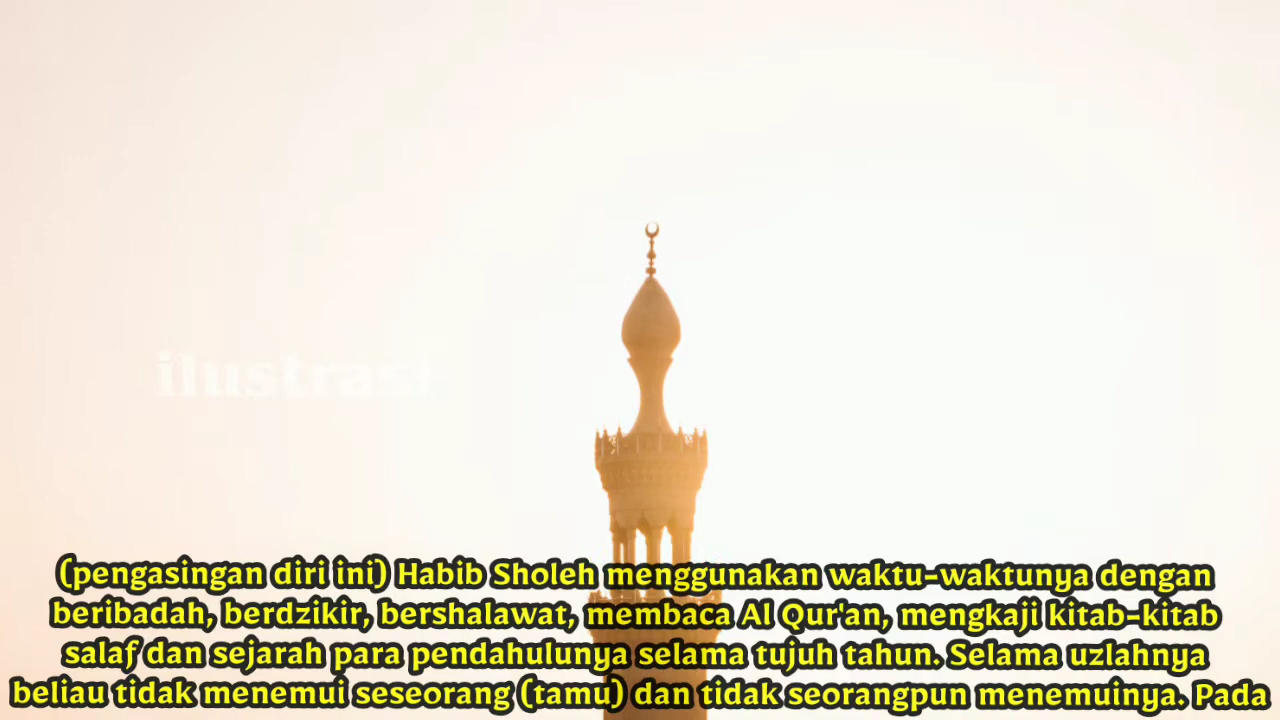 ilustrasi
(pengasingan diri ini) Habib Sholeh menggunakan waktu-waktunya dengan
beribadah, berdzikir, bershalawat, membaca Al Qur'an, mengkaji kitab-kitab
salaf dan sejarah para pendahulunya selama tujuh tahun. Selama uzlahnya
beliau tidak menemui seseorang (tamu) dan tidak seorangpun menemuinya. Pada